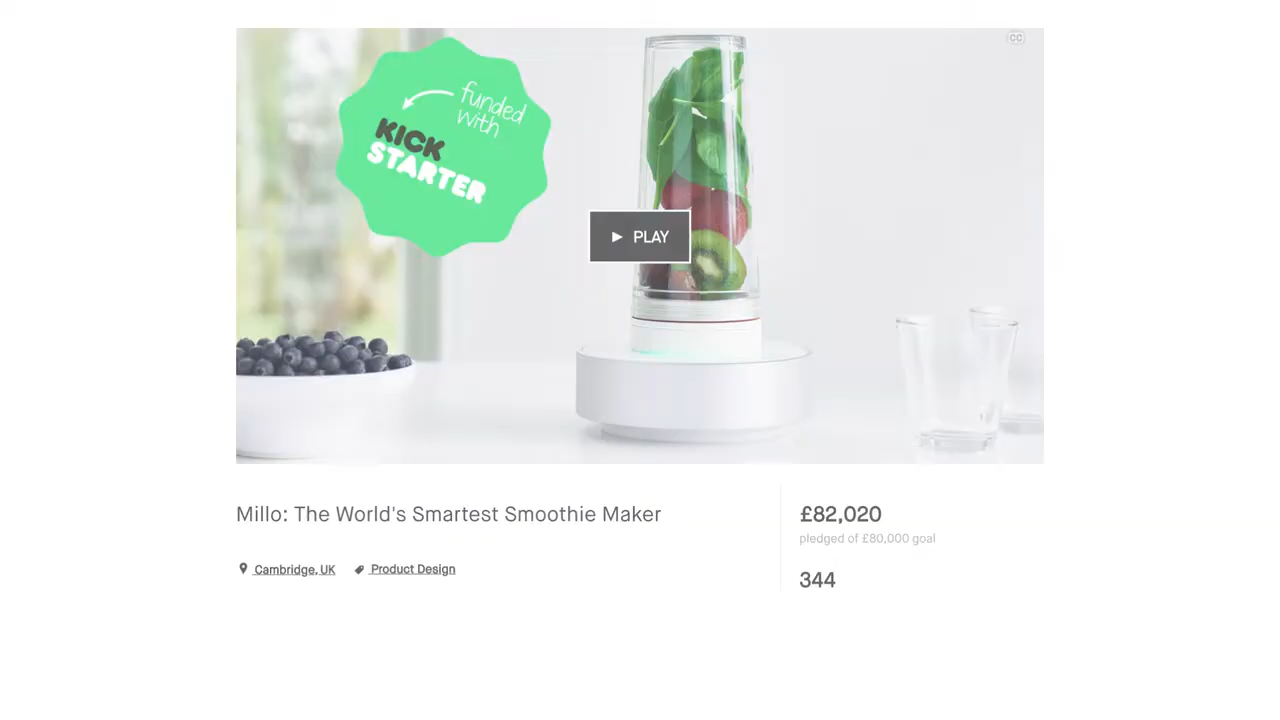 CC
funded
with
KICK
STARTER
PLAY
Millo: The World's Smartest Smoothie Maker
£82,020
pledged of £80,000 goal
Cambridge, UK
Product Design
344